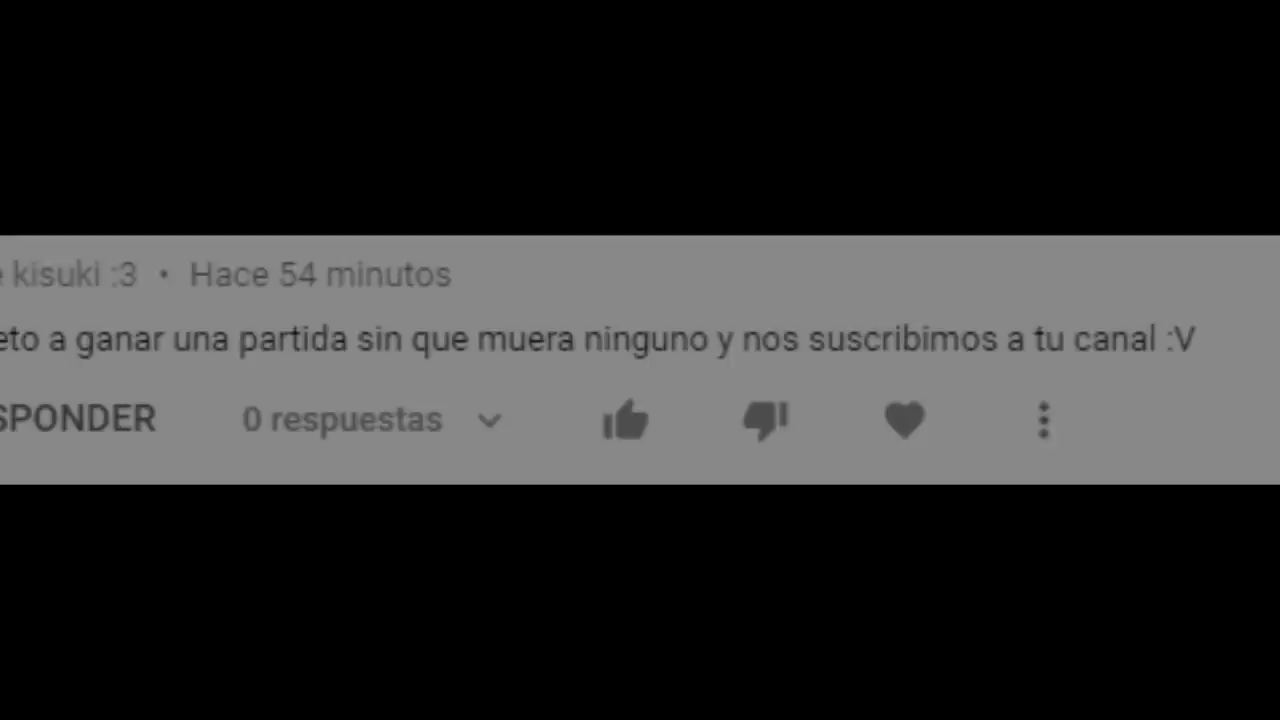 kisuki :3 • Hace 54 minutos
eto a ganar una partida sin que muera ninguno y nos suscribimos a tu canal :V
SPONDER 0 respuestas